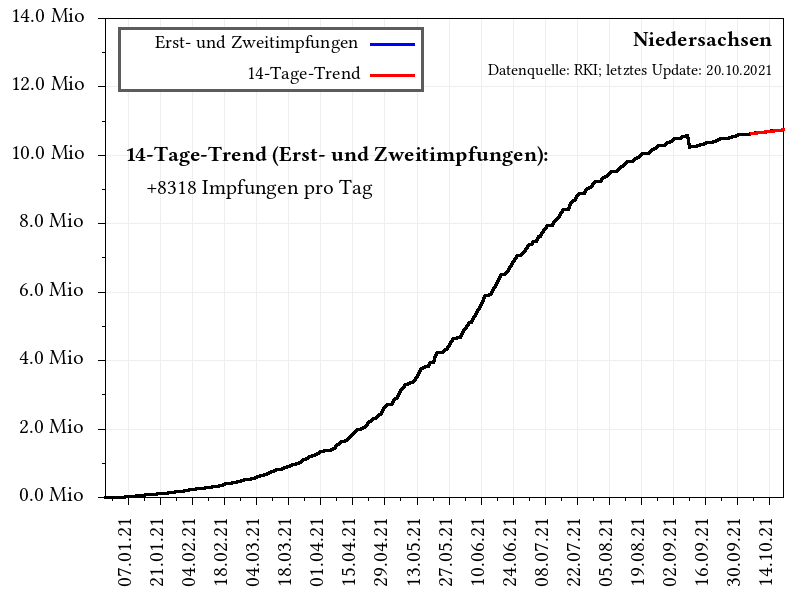 14.0 Mio
12.0 Mio
10.0 Mio
8.0 Mio
6.0 Mio
4.0 Mio
2.0 Mio
0.0 Mio
Erst- und Zweitimpfungen
14-Tage-Trend
Niedersachsen
Datenquelle: RKI; letztes Update: 20.10.2021
14-Tage-Trend (Erst- und Zweitimpfungen):
+8318 Impfungen pro Tag
07.01.21
21.01.21
04.02.21
18.02.21
04.03.21
18.03.21
01.04.21
15.04.21
29.04.21
13.05.21
27.05.21
10.06.21
24.06.21
08.07.21
22.07.21
05.08.21
19.08.21
02.09.21
16.09.21
30.09.21
14.10.21